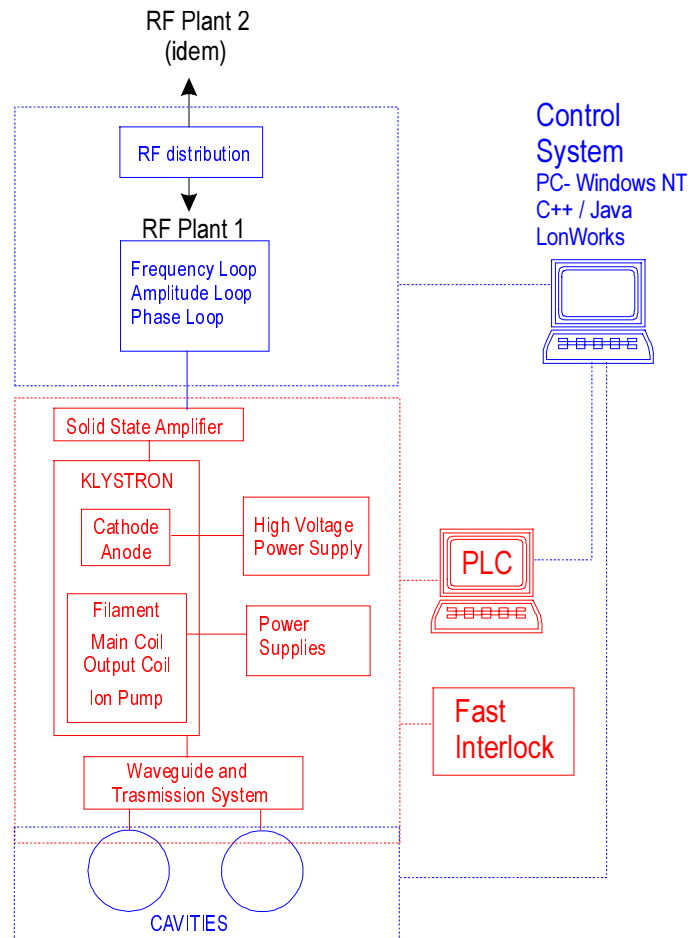 RF Plant 2
(idem)
RF distribution
RF Plant 1
Frequency Loop
Amplitude Loop
Phase Loop
Control
System
PC- Windows NT
C++ / Java
LonWorks
Solid State Amplifier
KLYSTRON
Cathode
Anode
High Voltage
Power Supply
Filament
Main Coil
Output Coil
Ion Pump
Power
Supplies
PLC
Fast
Interlock
Waveguide and
Trasmission System
CAVITIES